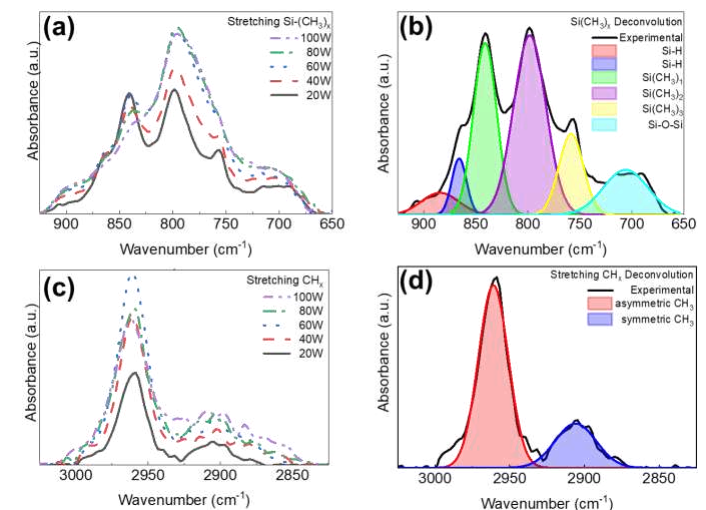 (a)
Stretching Si-(CH₃)ₓ
100W
80W
60W
40W
20W
Absorbance (a.u.)
900 850 800 750 700 650
Wavenumber (cm⁻¹)
(b)
Si(CH₃)ₓ Deconvolution
Experimental
Si-H
Si-H
Si(CH₃)₁
Si(CH₃)₂
Si(CH₃)₃
Si-O-Si
Absorbance (a.u.)
900 850 800 750 700 650
Wavenumber (cm⁻¹)
(c)
Stretching CHₓ
100W
80W
60W
40W
20W
Absorbance (a.u.)
3000 2950 2900 2850
Wavenumber (cm⁻¹)
(d)
Stretching CHₓ Deconvolution
Experimental
asymmetric CH₃
symmetric CH₃
Absorbance (a.u.)
3000 2950 2900 2850
Wavenumber (cm⁻¹)